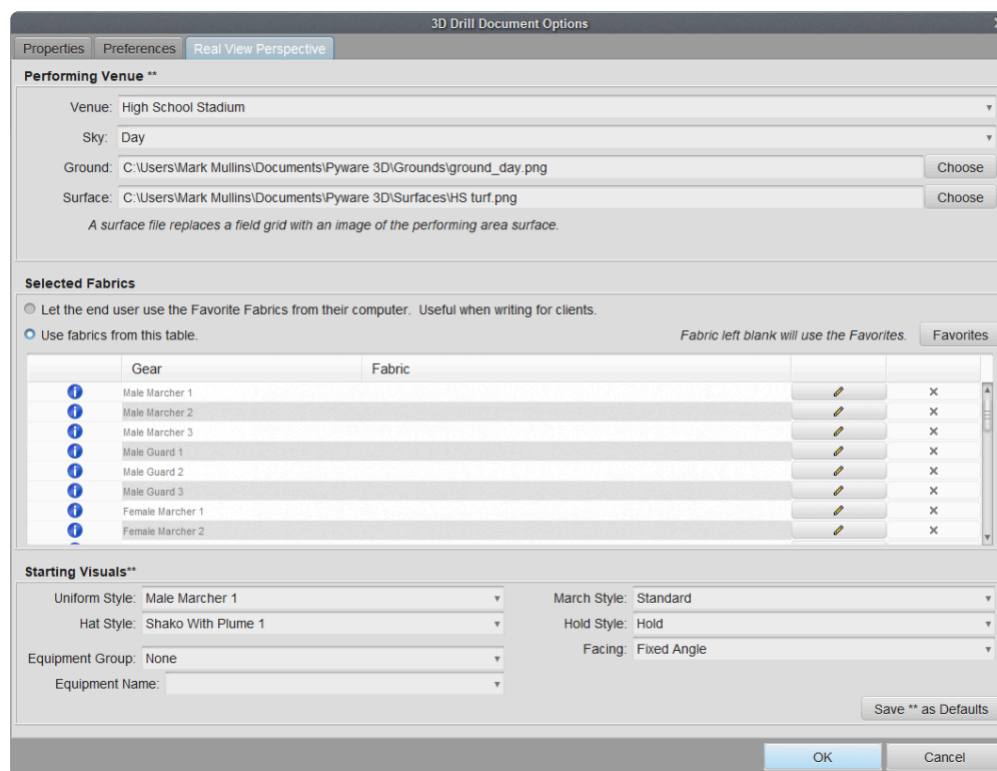 3D Drill Document Options
Properties Preferences Real View Perspective
Performing Venue **
Venue: High School Stadium
Sky: Day
Ground: C:\Users\Mark Mullins\Documents\Pyware 3D\Grounds\ground_day.png Choose
Surface: C:\Users\Mark Mullins\Documents\Pyware 3D\Surfaces\HS turf.png Choose
A surface file replaces a field grid with an image of the performing area surface.
Selected Fabrics
Let the end user use the Favorite Fabrics from their computer. Useful when writing for clients.
Use fabrics from this table. Fabric left blank will use the Favorites. Favorites
Gear Fabric
Male Marcher 1
Male Marcher 2
Male Marcher 3
Male Guard 1
Male Guard 2
Male Guard 3
Female Marcher 1
Female Marcher 2
Starting Visuals**
Uniform Style: Male Marcher 1 March Style: Standard
Hat Style: Shako With Plume 1 Hold Style: Hold
Equipment Group: None Facing: Fixed Angle
Equipment Name:
Save ** as Defaults
OK Cancel